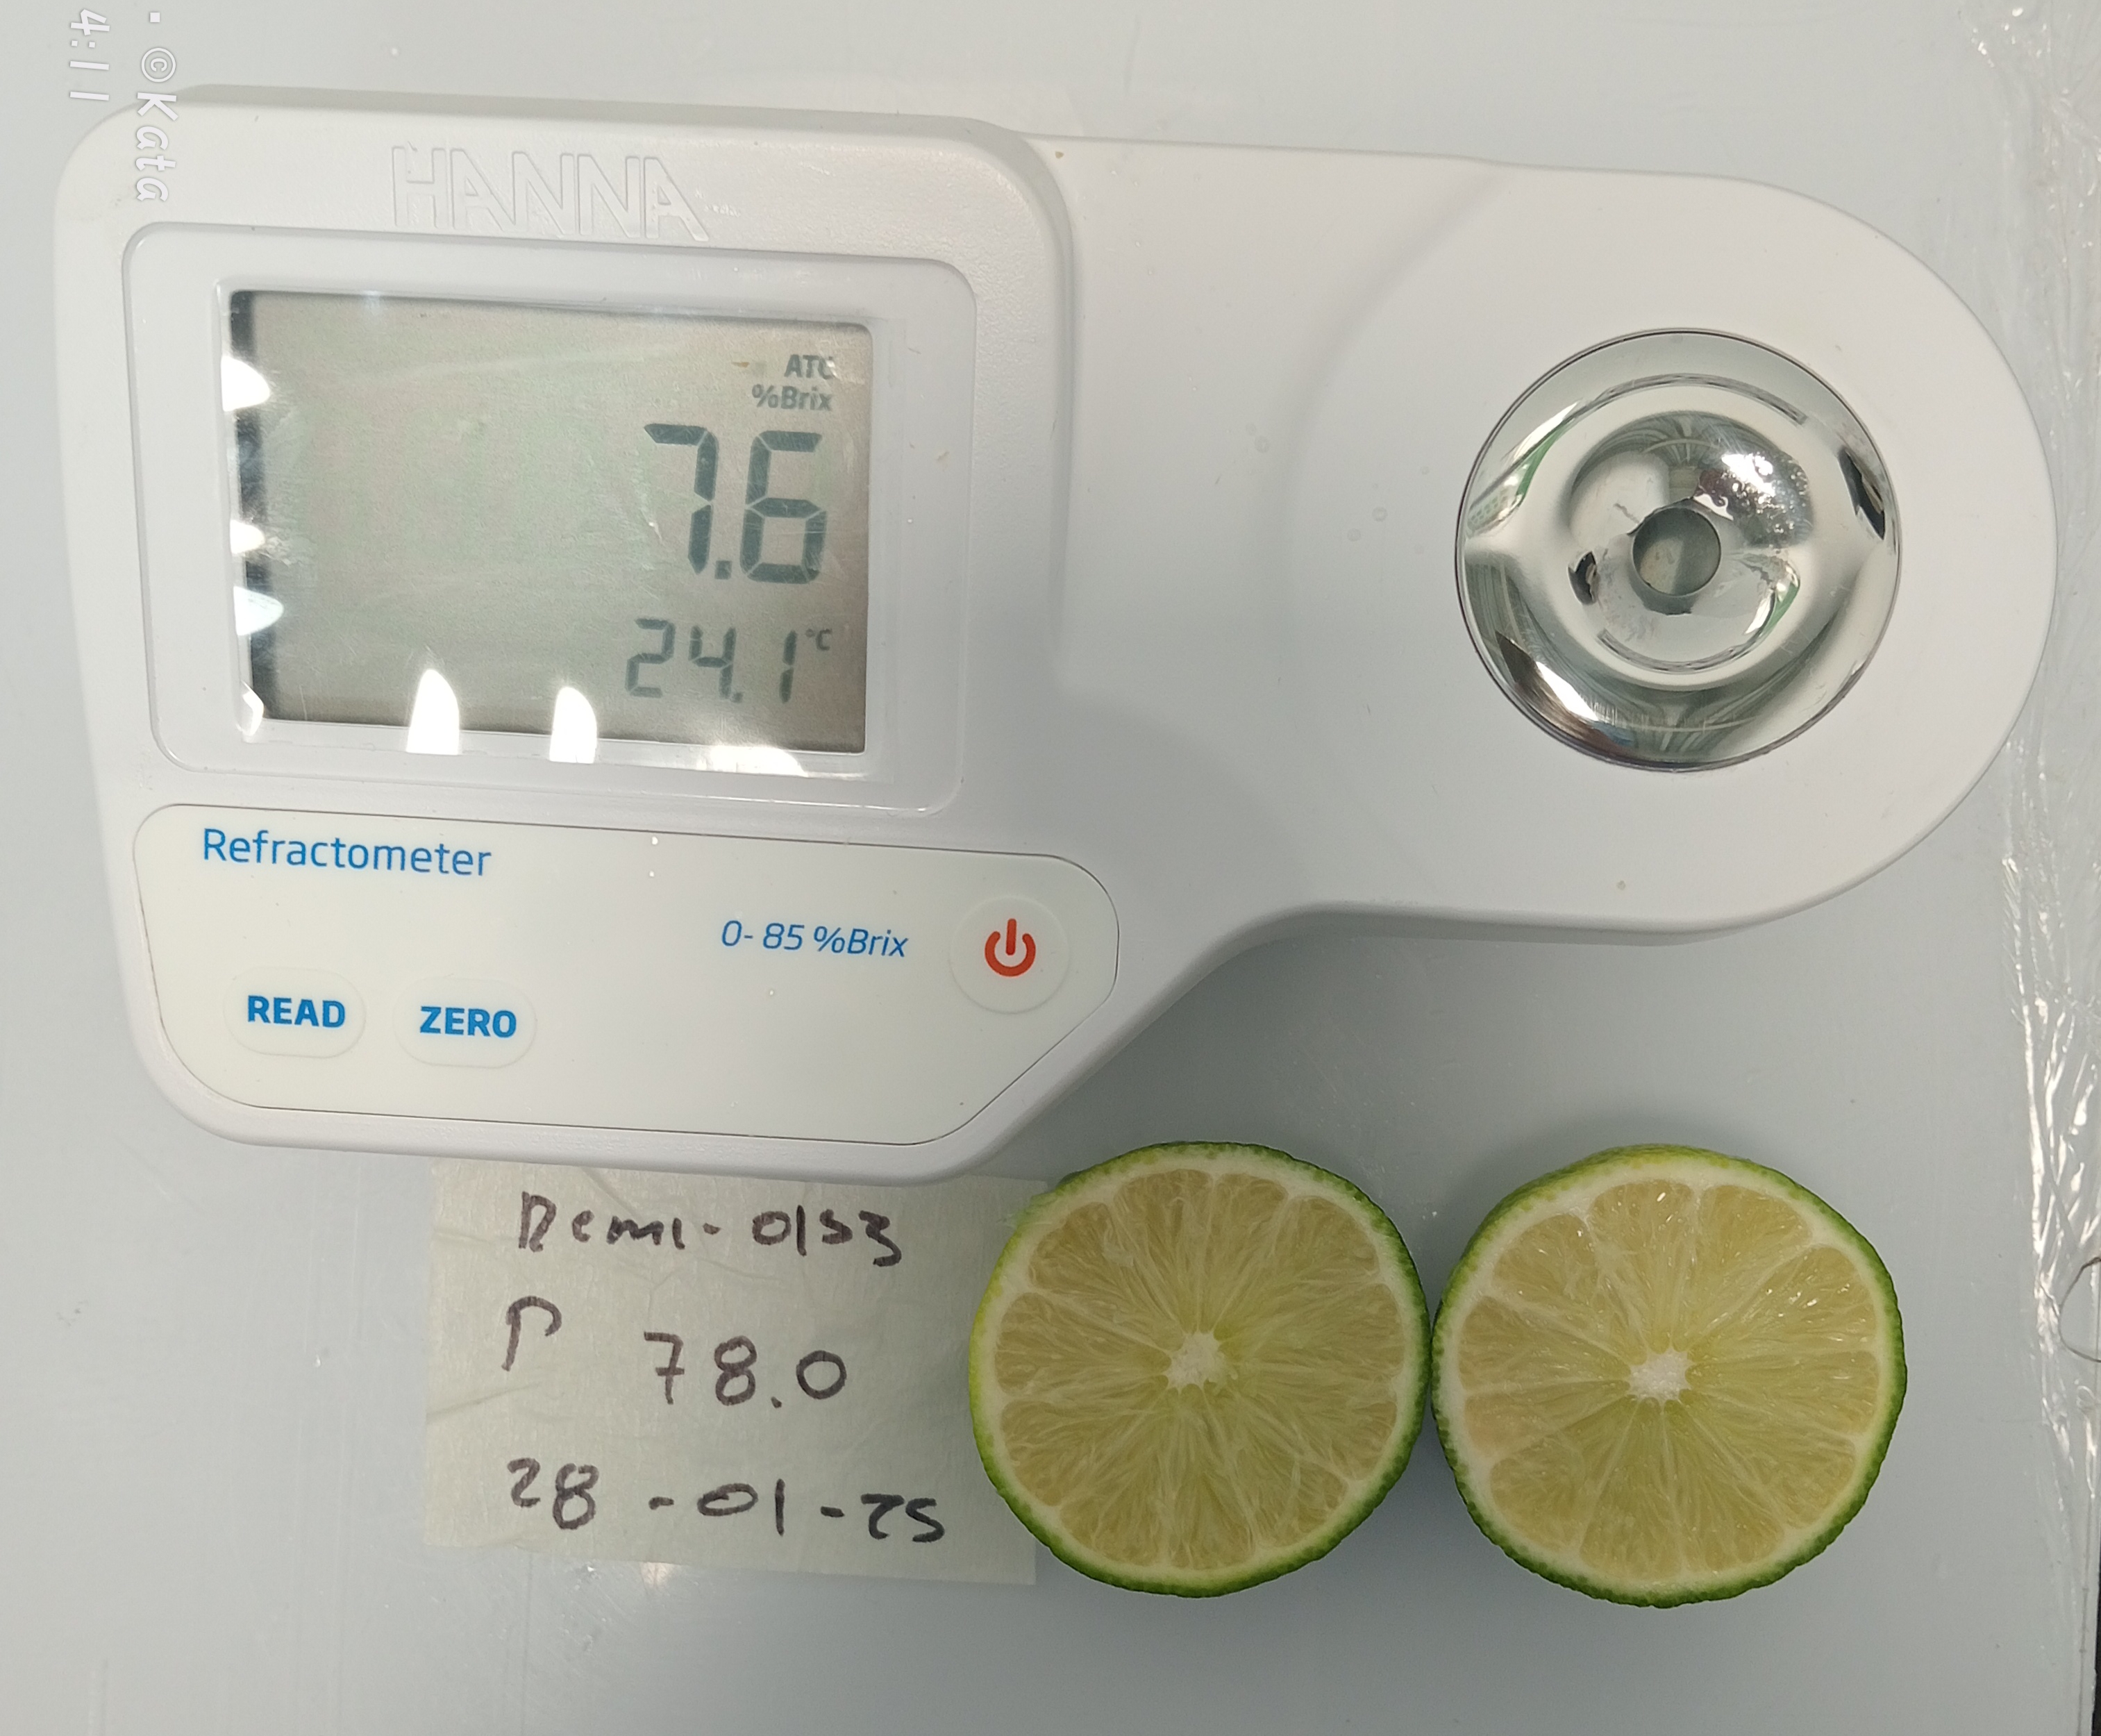 HANNA
ATC
%Brix
7.6
24.1 °C
Refractometer
0- 85 %Brix
READ
ZERO
Remi- 0153
P 78.0
28 - 01 - 25
. ©Kata
4:11